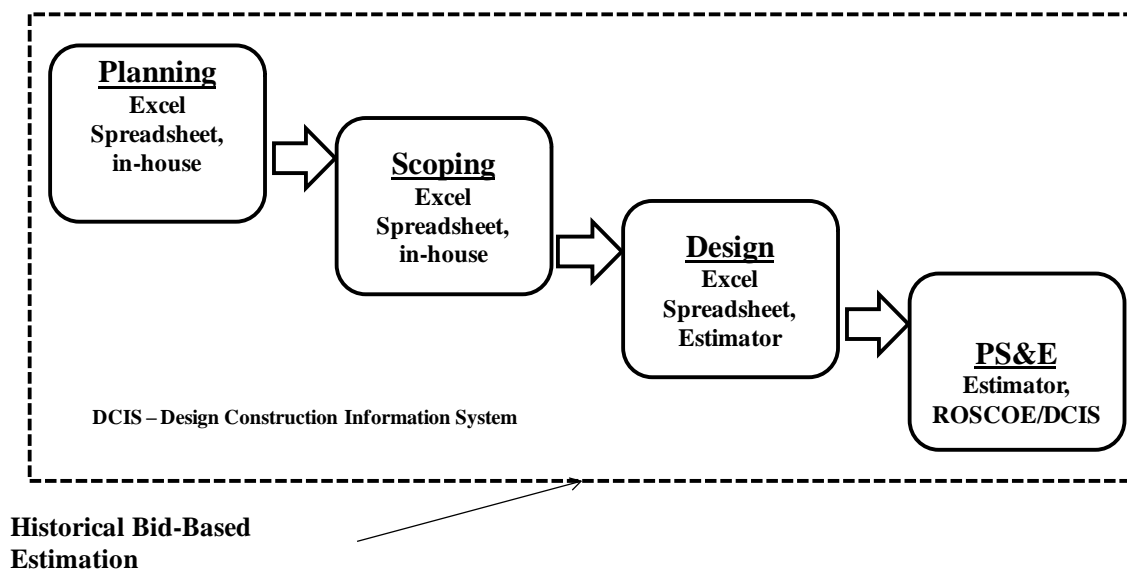 Planning
Excel
Spreadsheet,
in-house
Scoping
Excel
Spreadsheet,
in-house
Design
Excel
Spreadsheet,
Estimator
PS&E
Estimator,
ROSCOE/DCIS
DCIS – Design Construction Information System
Historical Bid-Based
Estimation